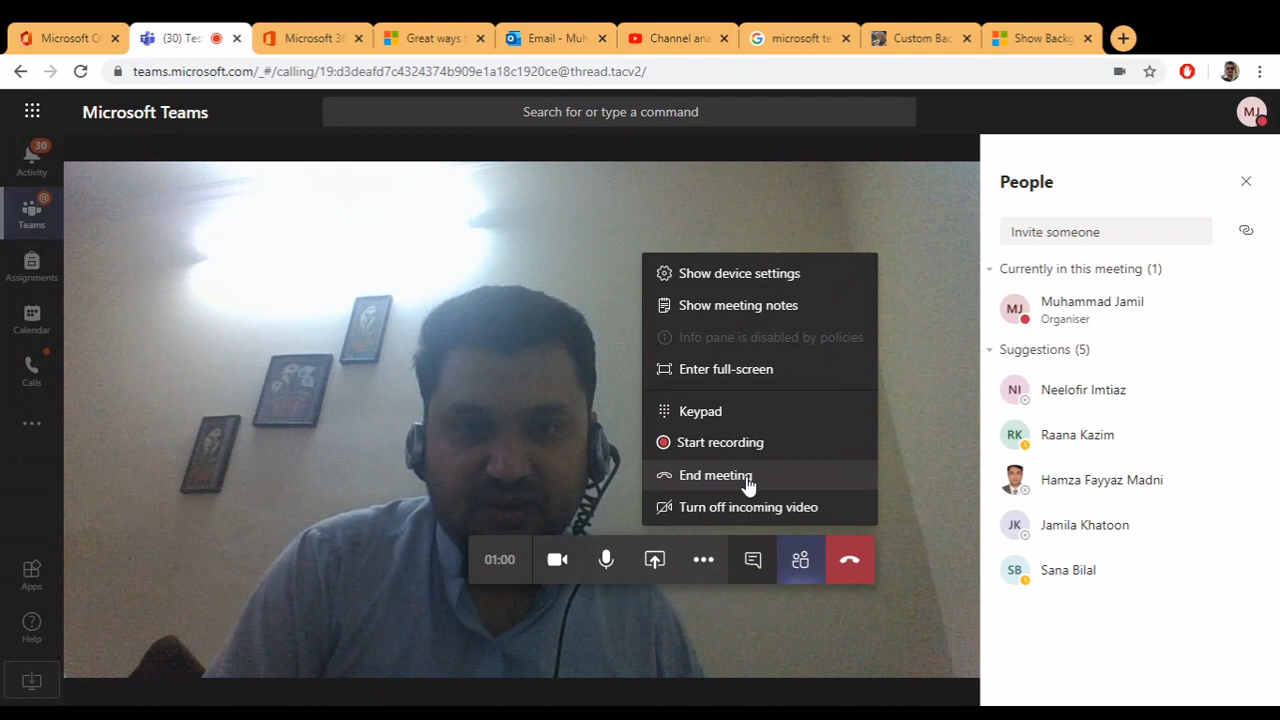 Microsoft O
(30) Tes
Microsoft 36
Great ways
Email - Muh
Channel ana
microsoft te
Custom Bac
Show Backg
teams.microsoft.com/_#/calling/19:d3deafd7c4324374b909e1a18c1920ce@thread.tacv2/
Microsoft Teams
Search for or type a command
MJ
30
Activity
Teams
Assignments
Calendar
Calls
Apps
Help
Show device settings
Show meeting notes
Info pane is disabled by policies
Enter full-screen
Keypad
Start recording
End meeting
Turn off incoming video
01:00
People
Invite someone
Currently in this meeting (1)
MJ Muhammad Jamil
Organiser
Suggestions (5)
NI Neelofir Imtiaz
RK Raana Kazim
Hamza Fayyaz Madni
JK Jamila Khatoon
SB Sana Bilal